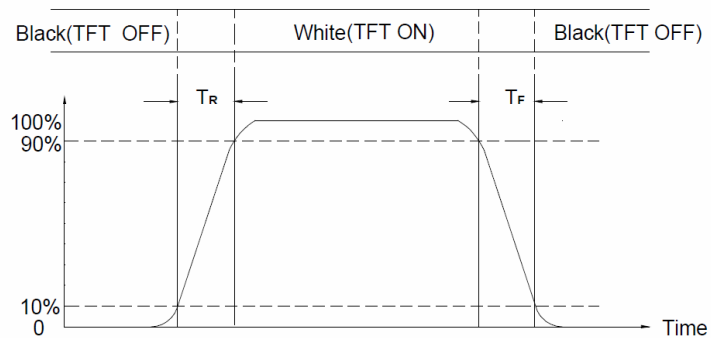 Black(TFT OFF) White(TFT ON) Black(TFT OFF)
TR TF
100%
90%
10%
0
Time